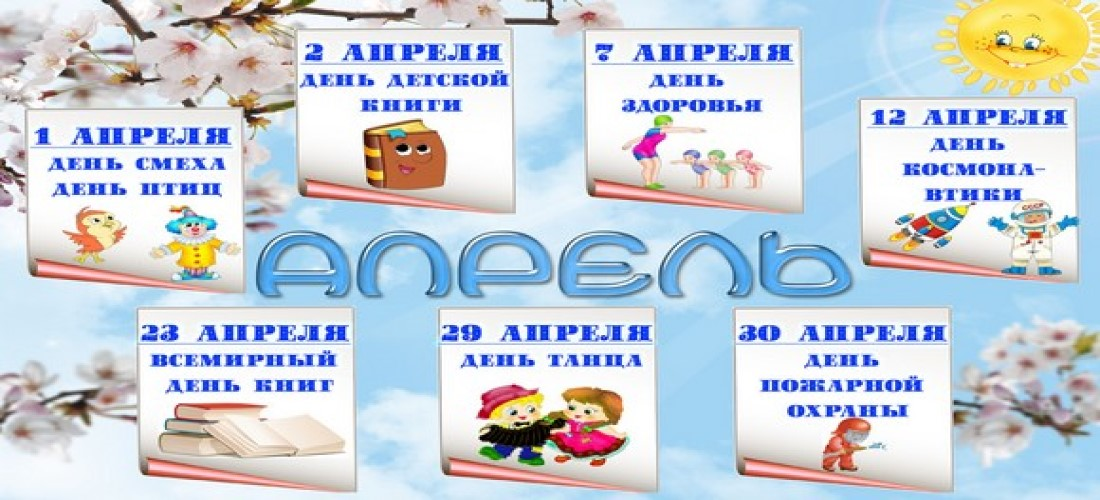 1 АПРЕЛЯ
ДЕНЬ СМЕХА
ДЕНЬ ПТИЦ
2 АПРЕЛЯ
ДЕНЬ ДЕТСКОЙ
КНИГИ
7 АПРЕЛЯ
ДЕНЬ
ЗДОРОВЬЯ
12 АПРЕЛЯ
ДЕНЬ
КОСМОНА-
ВТИКИ
СССР
АПРЕЛЬ
23 АПРЕЛЯ
ВСЕМИРНЫЙ
ДЕНЬ КНИГ
29 АПРЕЛЯ
ДЕНЬ ТАНЦА
30 АПРЕЛЯ
ДЕНЬ
ПОЖАРНОЙ
ОХРАНЫ